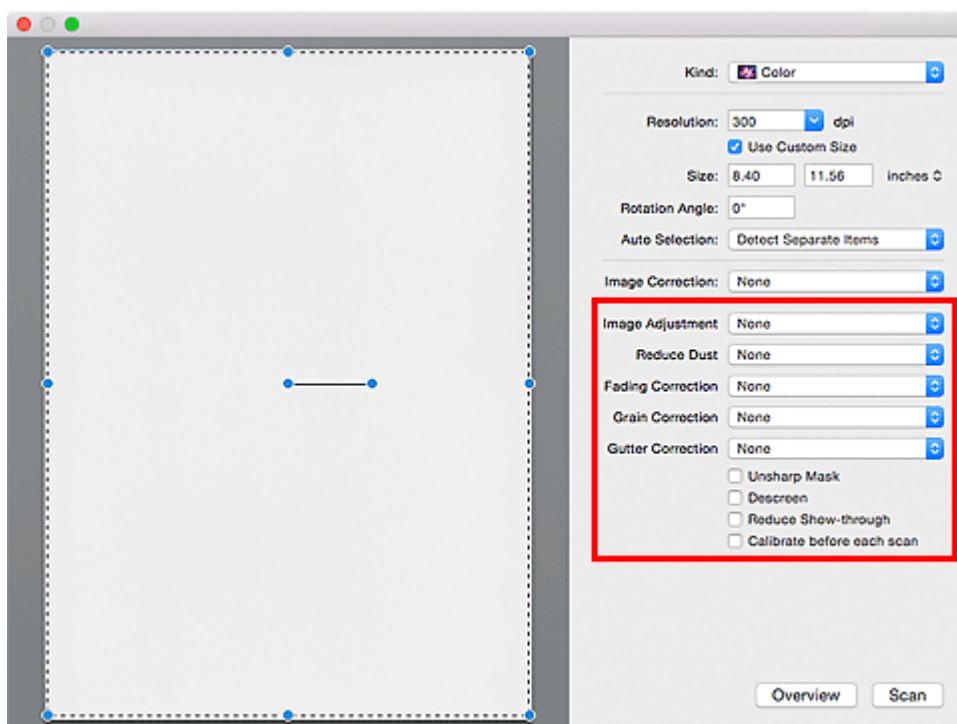 Kind: Color
Resolution: 300 dpi
Use Custom Size
Size: 8.40 11.56 inches
Rotation Angle: 0°
Auto Selection: Detect Separate Items
Image Correction: None
Image Adjustment None
Reduce Dust None
Fading Correction None
Grain Correction None
Gutter Correction None
Unsharp Mask
Descreen
Reduce Show-through
Calibrate before each scan
Overview Scan